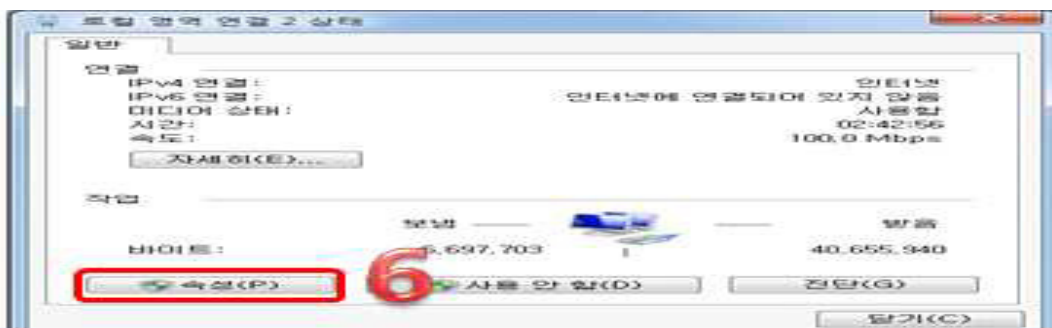 로컬 영역 연결 2 상태
일반
연결
IPv4 연결: 인터넷
IPv6 연결: 인터넷에 연결되어 있지 않음
미디어 상태: 사용함
시간: 02:42:56
속도: 100.0 Mbps
자세히(E)...
작업
보냄 받음
바이트: 6,697,703 40,655,940
6
속성(P) 사용 안 함(D) 진단(G)
닫기(C)